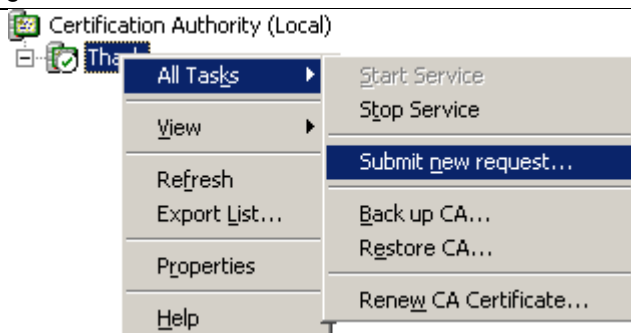 Certification Authority (Local)
All Tasks
Start Service
Stop Service
View
Submit new request...
Refresh
Export List...
Back up CA...
Restore CA...
Properties
Renew CA Certificate...
Help